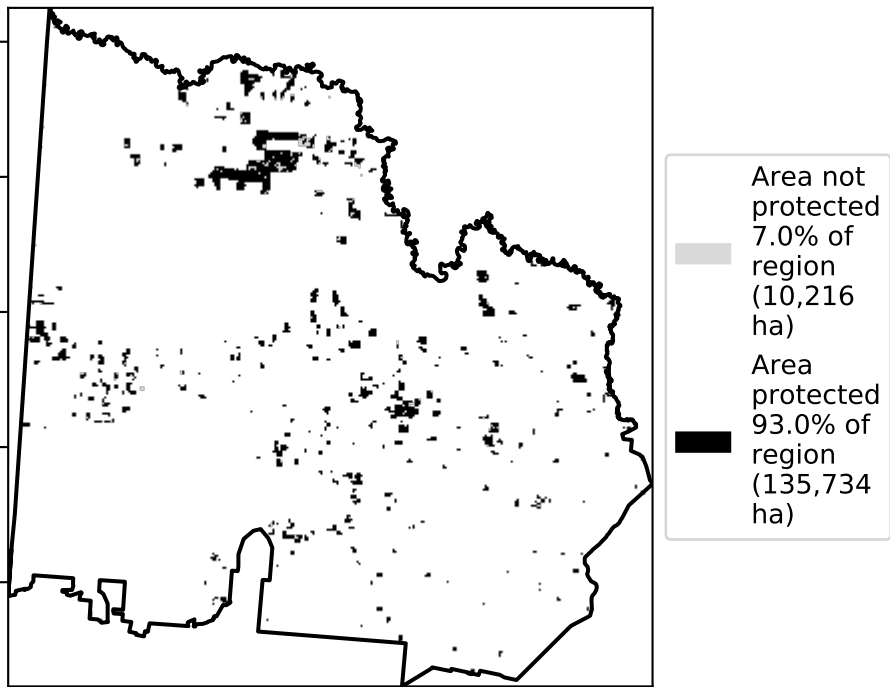 Area not
protected
7.0% of
region
(10,216
ha)
Area
protected
93.0% of
region
(135,734
ha)